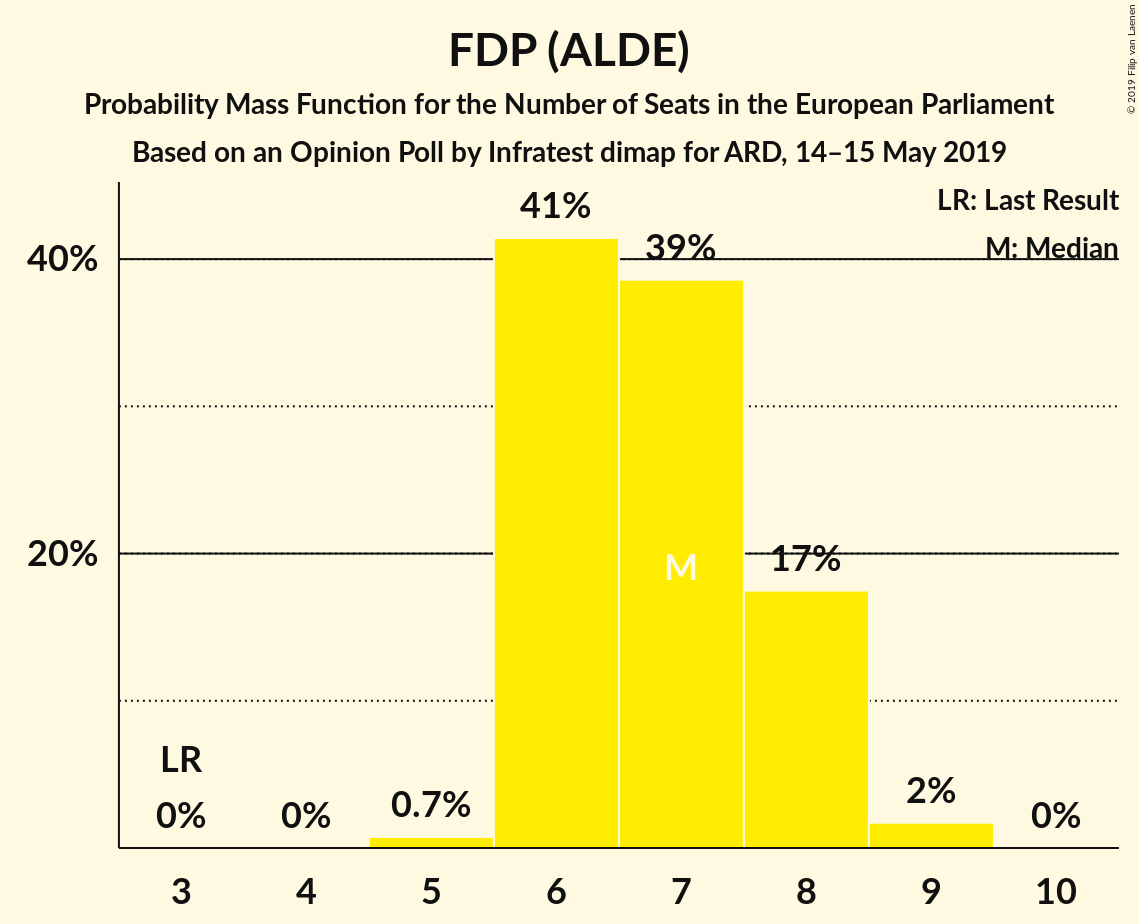 FDP (ALDE)
Probability Mass Function for the Number of Seats in the European Parliament
Based on an Opinion Poll by Infratest dimap for ARD, 14–15 May 2019
© 2019 Filip van Laenen
LR: Last Result
M: Median
41%
39%
40%
17%
20%
M
LR
0%
0%
0.7%
2%
0%
3 4 5 6 7 8 9 10